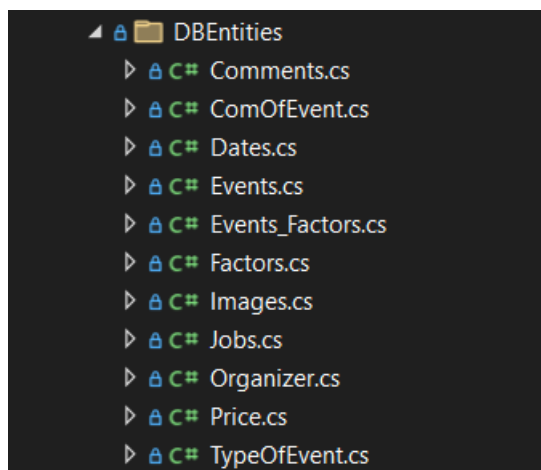 DBEntities
C# Comments.cs
C# ComOfEvent.cs
C# Dates.cs
C# Events.cs
C# Events_Factors.cs
C# Factors.cs
C# Images.cs
C# Jobs.cs
C# Organizer.cs
C# Price.cs
C# TypeOfEvent.cs